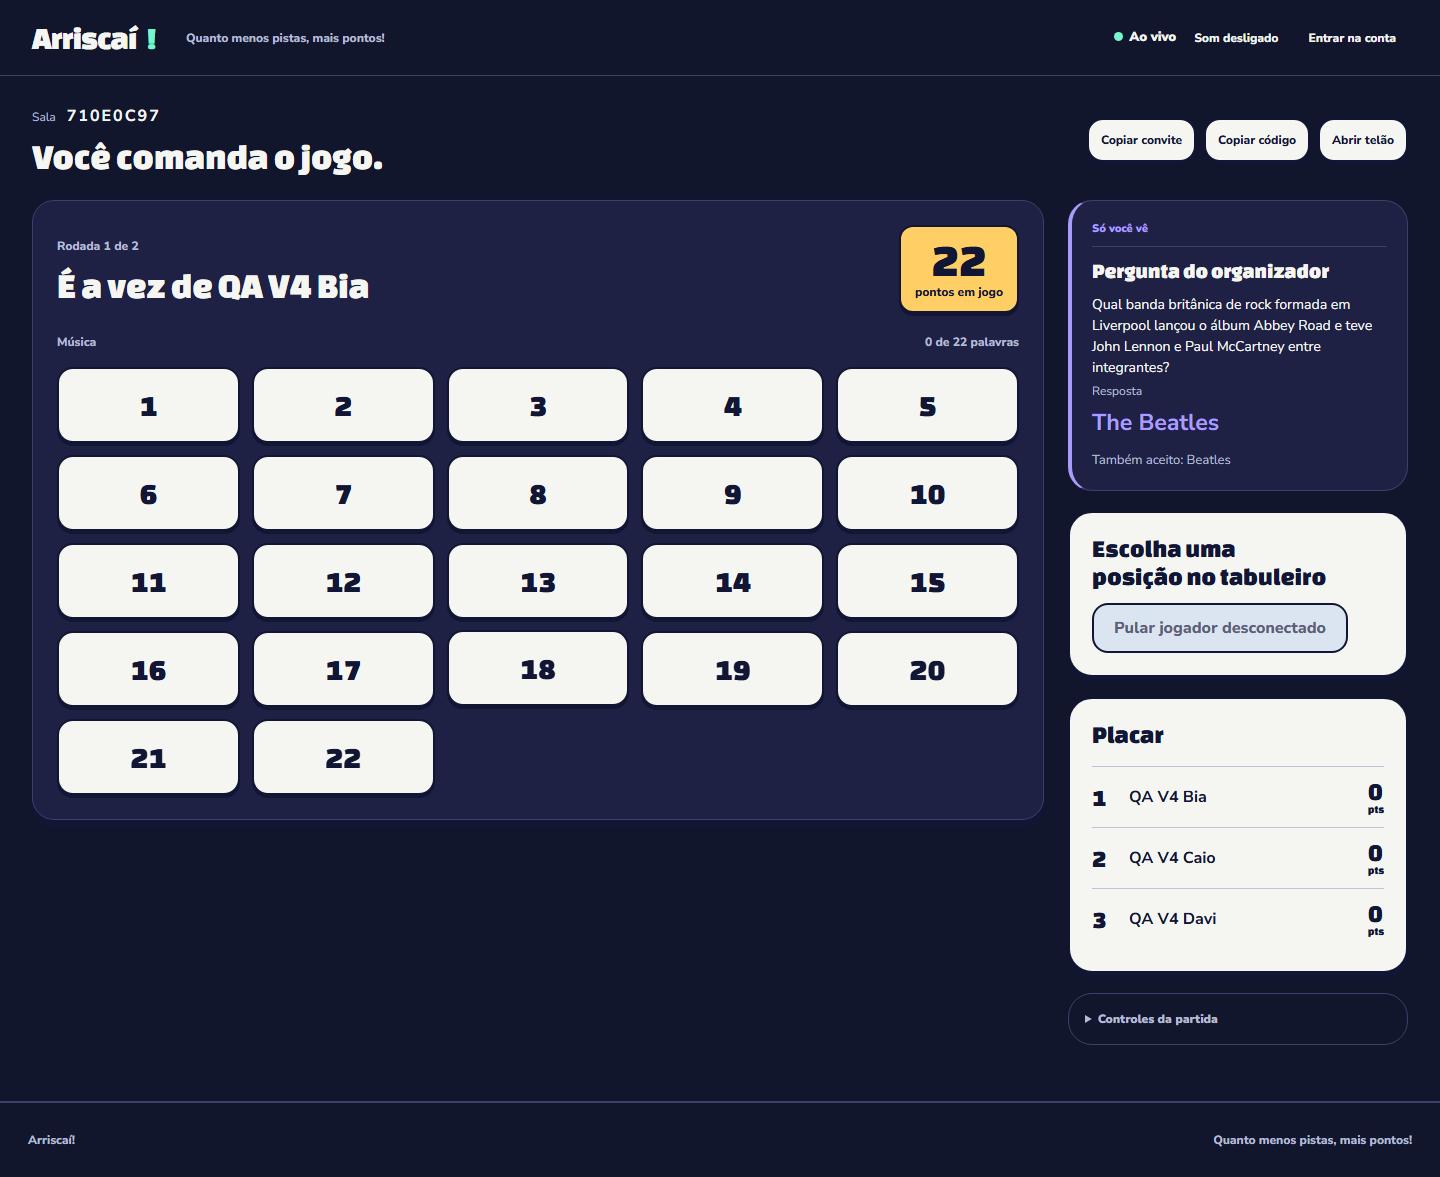 Arriscaí !
Quanto menos pistas, mais pontos!
Ao vivo
Som desligado
Entrar na conta
Sala 710E0C97
Você comanda o jogo.
Copiar convite
Copiar código
Abrir telão
Rodada 1 de 2
É a vez de QA V4 Bia
22
pontos em jogo
Música
0 de 22 palavras
1
2
3
4
5
6
7
8
9
10
11
12
13
14
15
16
17
18
19
20
21
22
Só você vê
Pergunta do organizador
Qual banda britânica de rock formada em
Liverpool lançou o álbum Abbey Road e teve
John Lennon e Paul McCartney entre
integrantes?
Resposta
The Beatles
Também aceito: Beatles
Escolha uma
posição no tabuleiro
Pular jogador desconectado
Placar
1 QA V4 Bia 0 pts
2 QA V4 Caio 0 pts
3 QA V4 Davi 0 pts
Controles da partida
Arriscaí!
Quanto menos pistas, mais pontos!